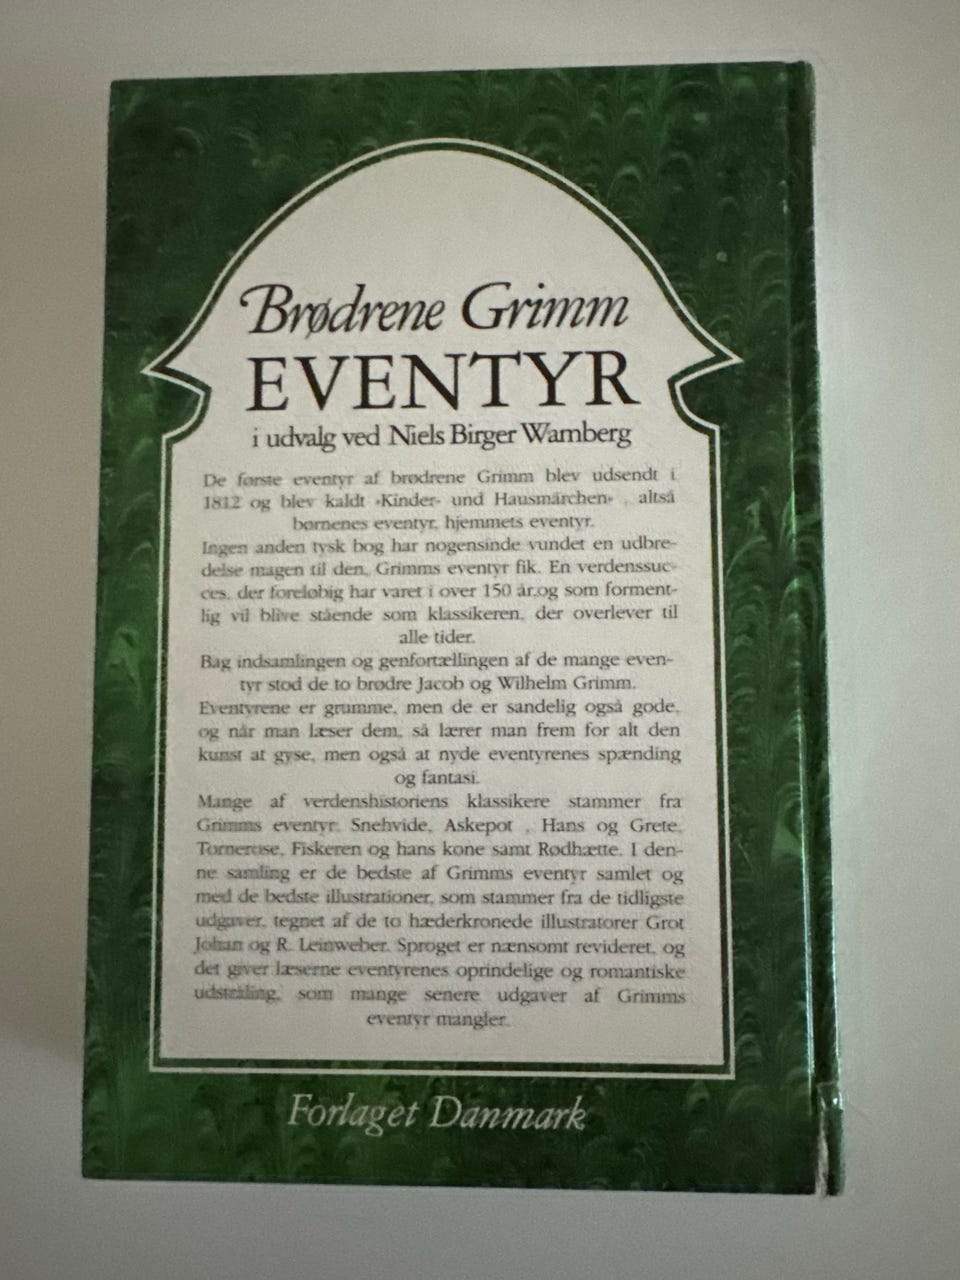 Brødrene Grimm
EVENTYR
i udvalg ved Niels Birger Wamberg
De første eventyr af brødrene Grimm blev udsendt i
1812 og blev kaldt »Kinder- und Hausmärchen« , altså
børnenes eventyr, hjemmets eventyr.
Ingen anden tysk bog har nogensinde vundet en udbre-
delse magen til den, Grimms eventyr fik. En verdenssuc-
ces, der foreløbig har varet i over 150 år,og som forment-
lig vil blive stående som klassikeren, der overlever til
alle tider.
Bag indsamlingen og genfortællingen af de mange even-
tyr stod de to brødre Jacob og Wilhelm Grimm.
Eventyrene er grumme, men de er sandelig også gode,
og når man læser dem, så lærer man frem for alt den
kunst at gyse, men også at nyde eventyrenes spænding
og fantasi.
Mange af verdenshistoriens klassikere stammer fra
Grimms eventyr. Snehvide, Askepot , Hans og Grete,
Tornerose, Fiskeren og hans kone samt Rødhætte. I den-
ne samling er de bedste af Grimms eventyr samlet og
med de bedste illustrationer, som stammer fra de tidligste
udgaver, tegnet af de to hæderkronede illustratorer Grot
Johan og R. Leinweber. Sproget er nænsomt revideret, og
det giver læserne eventyrenes oprindelige og romantiske
udstråling, som mange senere udgaver af Grimms
eventyr mangler.
Forlaget Danmark